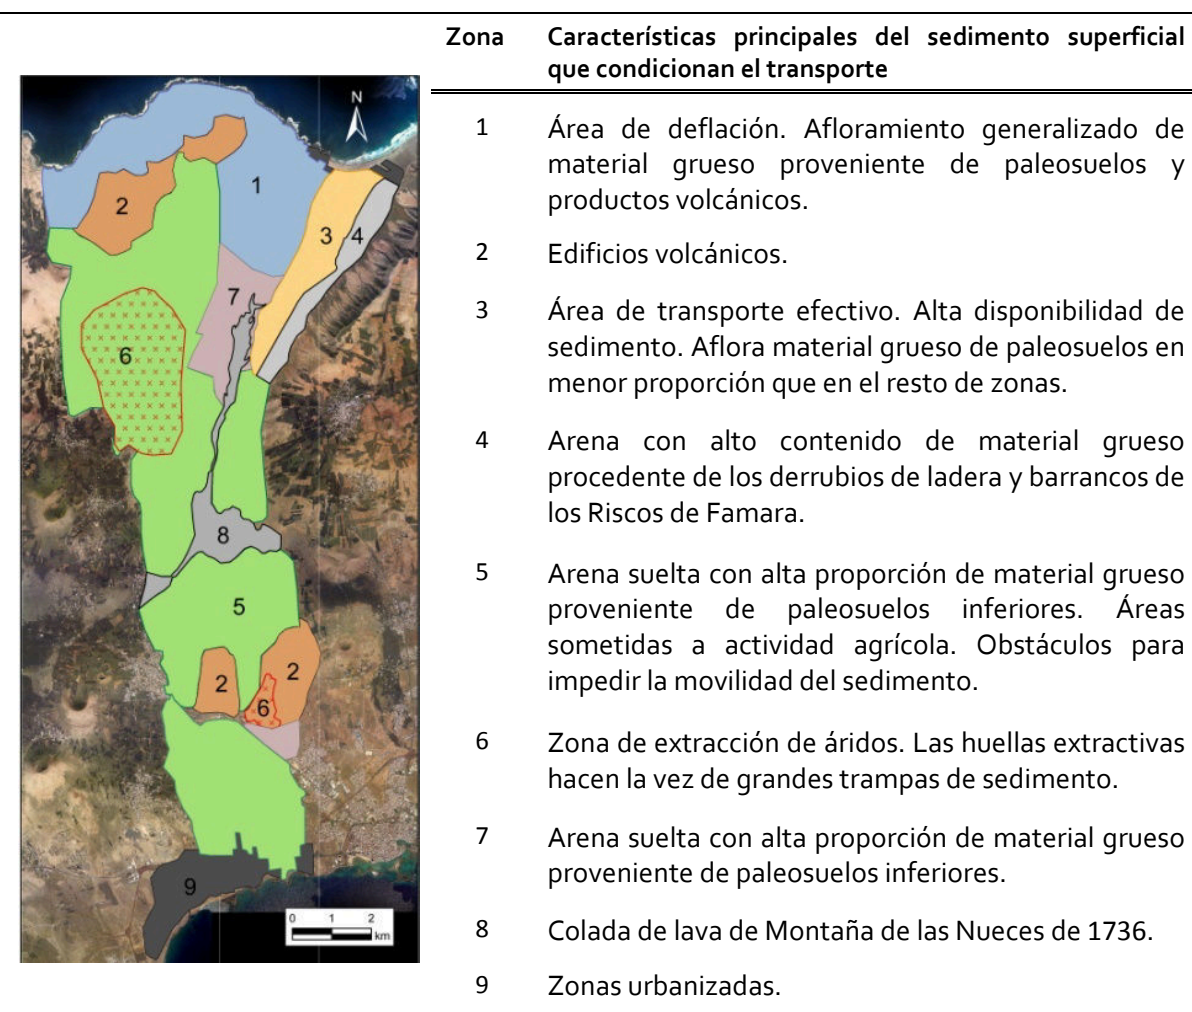 Zona Características principales del sedimento superficial
que condicionan el transporte
1 Área de deflación. Afloramiento generalizado de
material grueso proveniente de paleosuelos y
productos volcánicos.
2 Edificios volcánicos.
3 Área de transporte efectivo. Alta disponibilidad de
sedimento. Aflora material grueso de paleosuelos en
menor proporción que en el resto de zonas.
4 Arena con alto contenido de material grueso
procedente de los derrubios de ladera y barrancos de
los Riscos de Famara.
5 Arena suelta con alta proporción de material grueso
proveniente de paleosuelos inferiores. Áreas
sometidas a actividad agrícola. Obstáculos para
impedir la movilidad del sedimento.
6 Zona de extracción de áridos. Las huellas extractivas
hacen la vez de grandes trampas de sedimento.
7 Arena suelta con alta proporción de material grueso
proveniente de paleosuelos inferiores.
8 Colada de lava de Montaña de las Nueces de 1736.
9 Zonas urbanizadas.
N
1
2
3 4
7
6
8
5
2
2
6
9
0 1 2
km